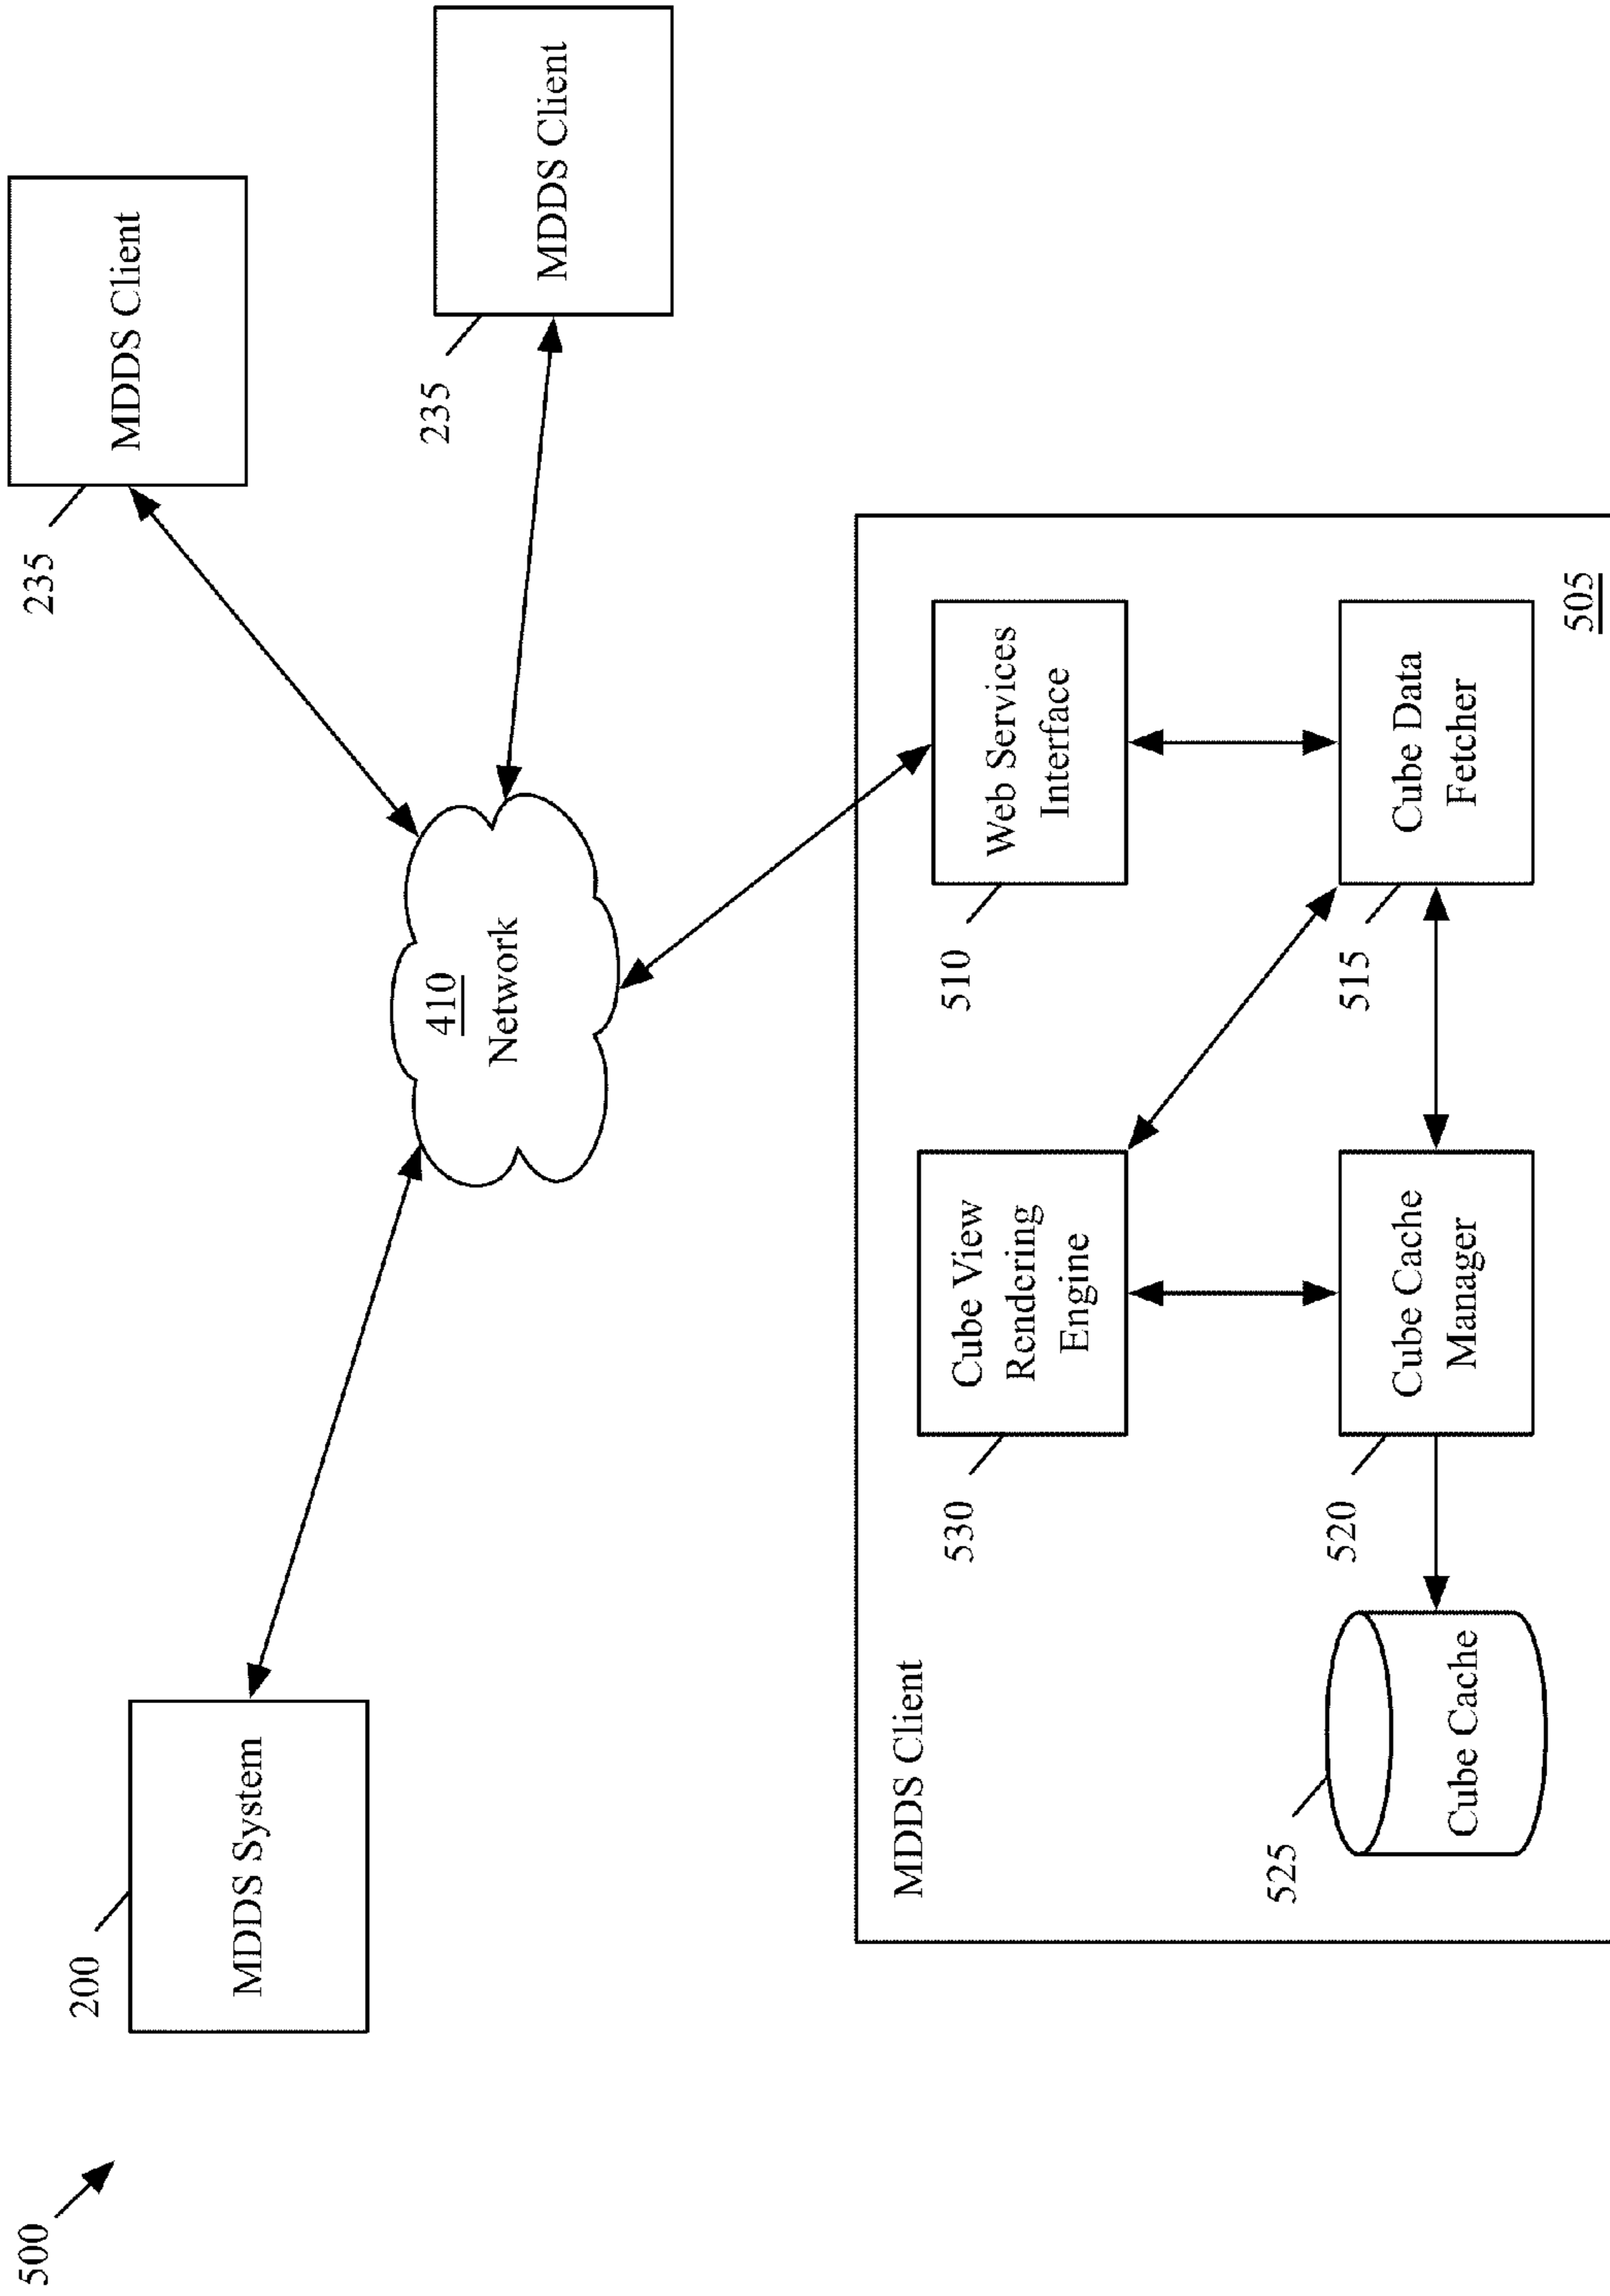 500
200
MDDS System
410
Network
235
MDDS Client
235
MDDS Client
MDDS Client
530
Cube View
Rendering
Engine
510
Web Services
Interface
525
Cube Cache
520
Cube Cache
Manager
515
Cube Data
Fetcher
505